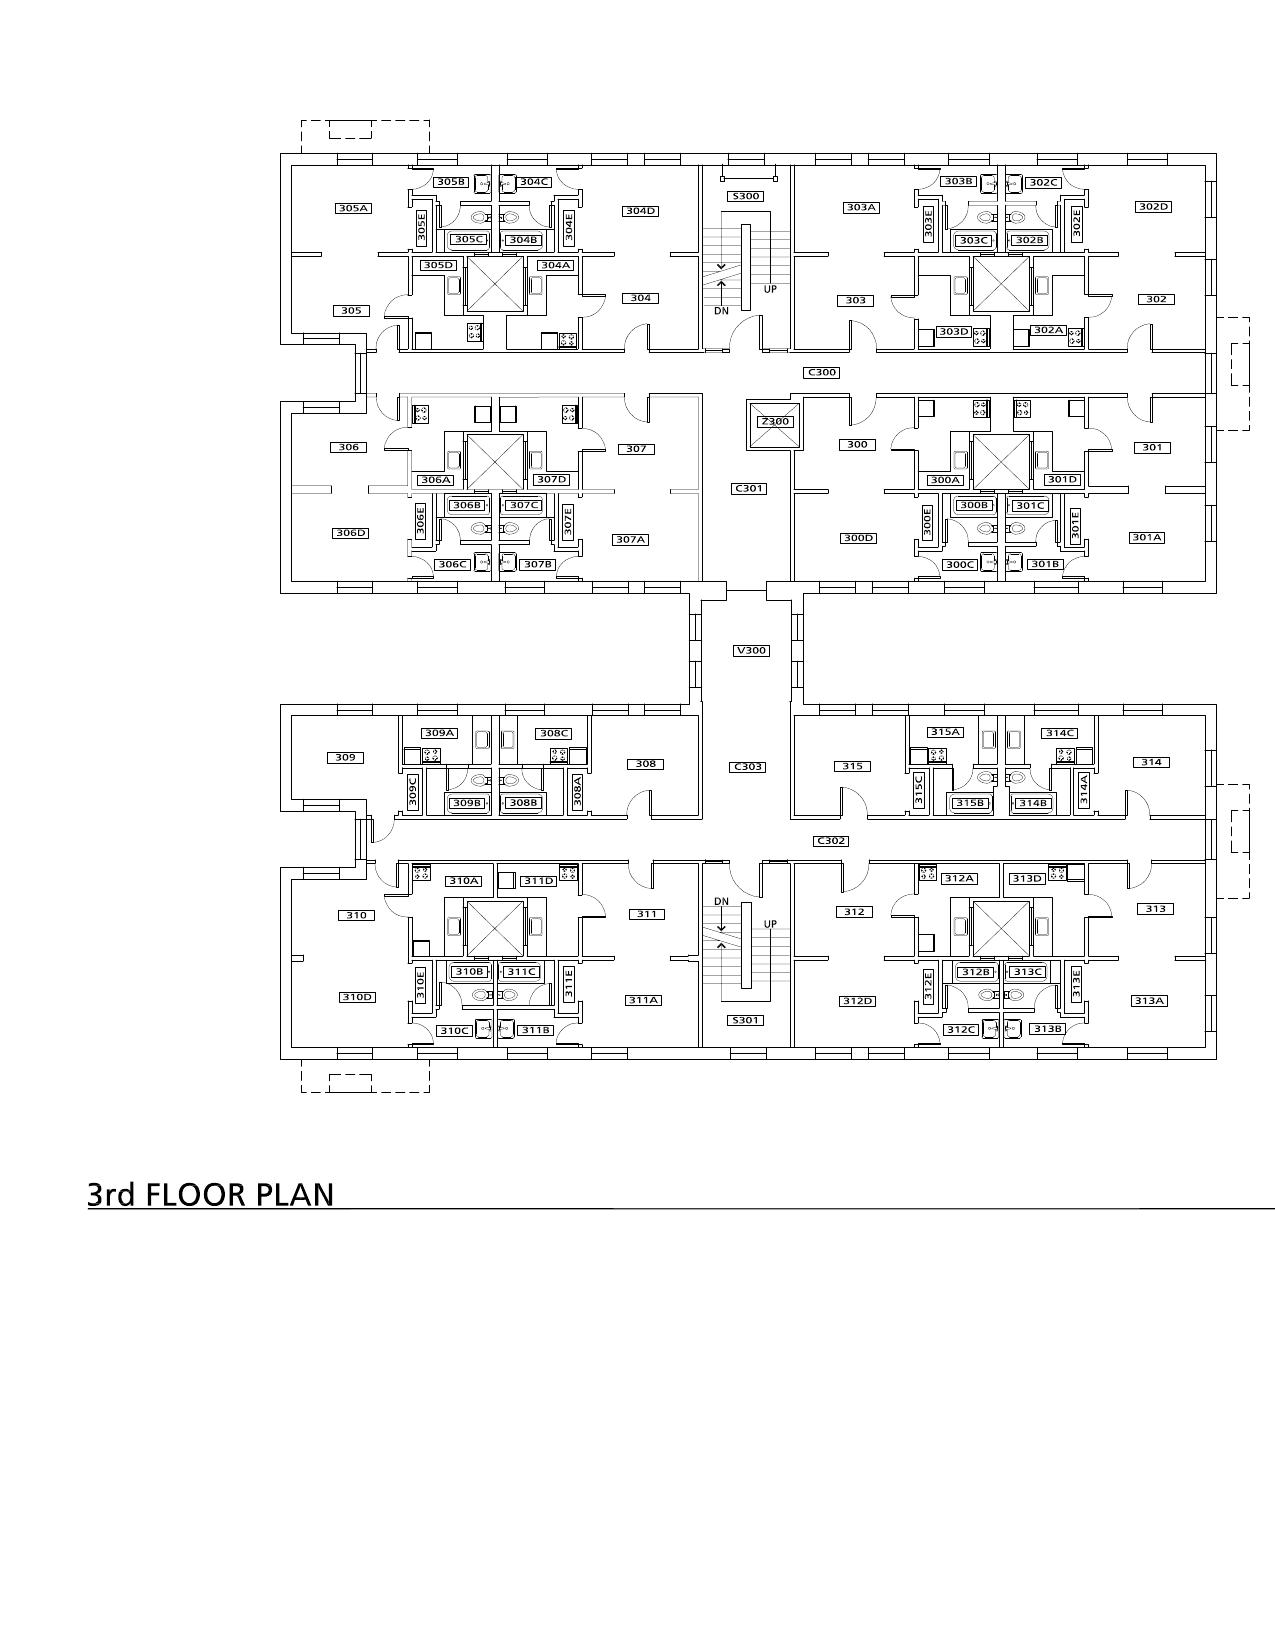 305B 304C 303B 302C
305A 304D S300 303A 302D
305E 304E 303E 302E
305C 304B 303C 302B
305D 304A
305 304 UP 303 302
DN
303D 302A
C300
Z300
306 307 300 301
306A 307D 300A 301D
C301
306B 307C 300B 301C
306E 307E 300E 301E
306D 307A 300D 301A
306C 307B 300C 301B
V300
309A 308C 315A 314C
309 308 C303 315 314
309C 308A 315C 314A
309B 308B 315B 314B
C302
310A 311D 312A 313D
DN
310 311 UP 312 313
310B 311C 312B 313C
310E 311E 312E 313E
310D 311A 312D 313A
310C 311B S301 312C 313B
3rd FLOOR PLAN